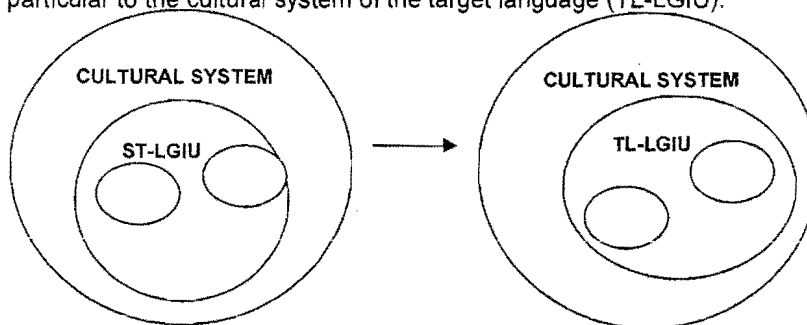 particular to the cultural system of the target language (TL-LGIU).
CULTURAL SYSTEM
CULTURAL SYSTEM
ST-LGIU
TL-LGIU